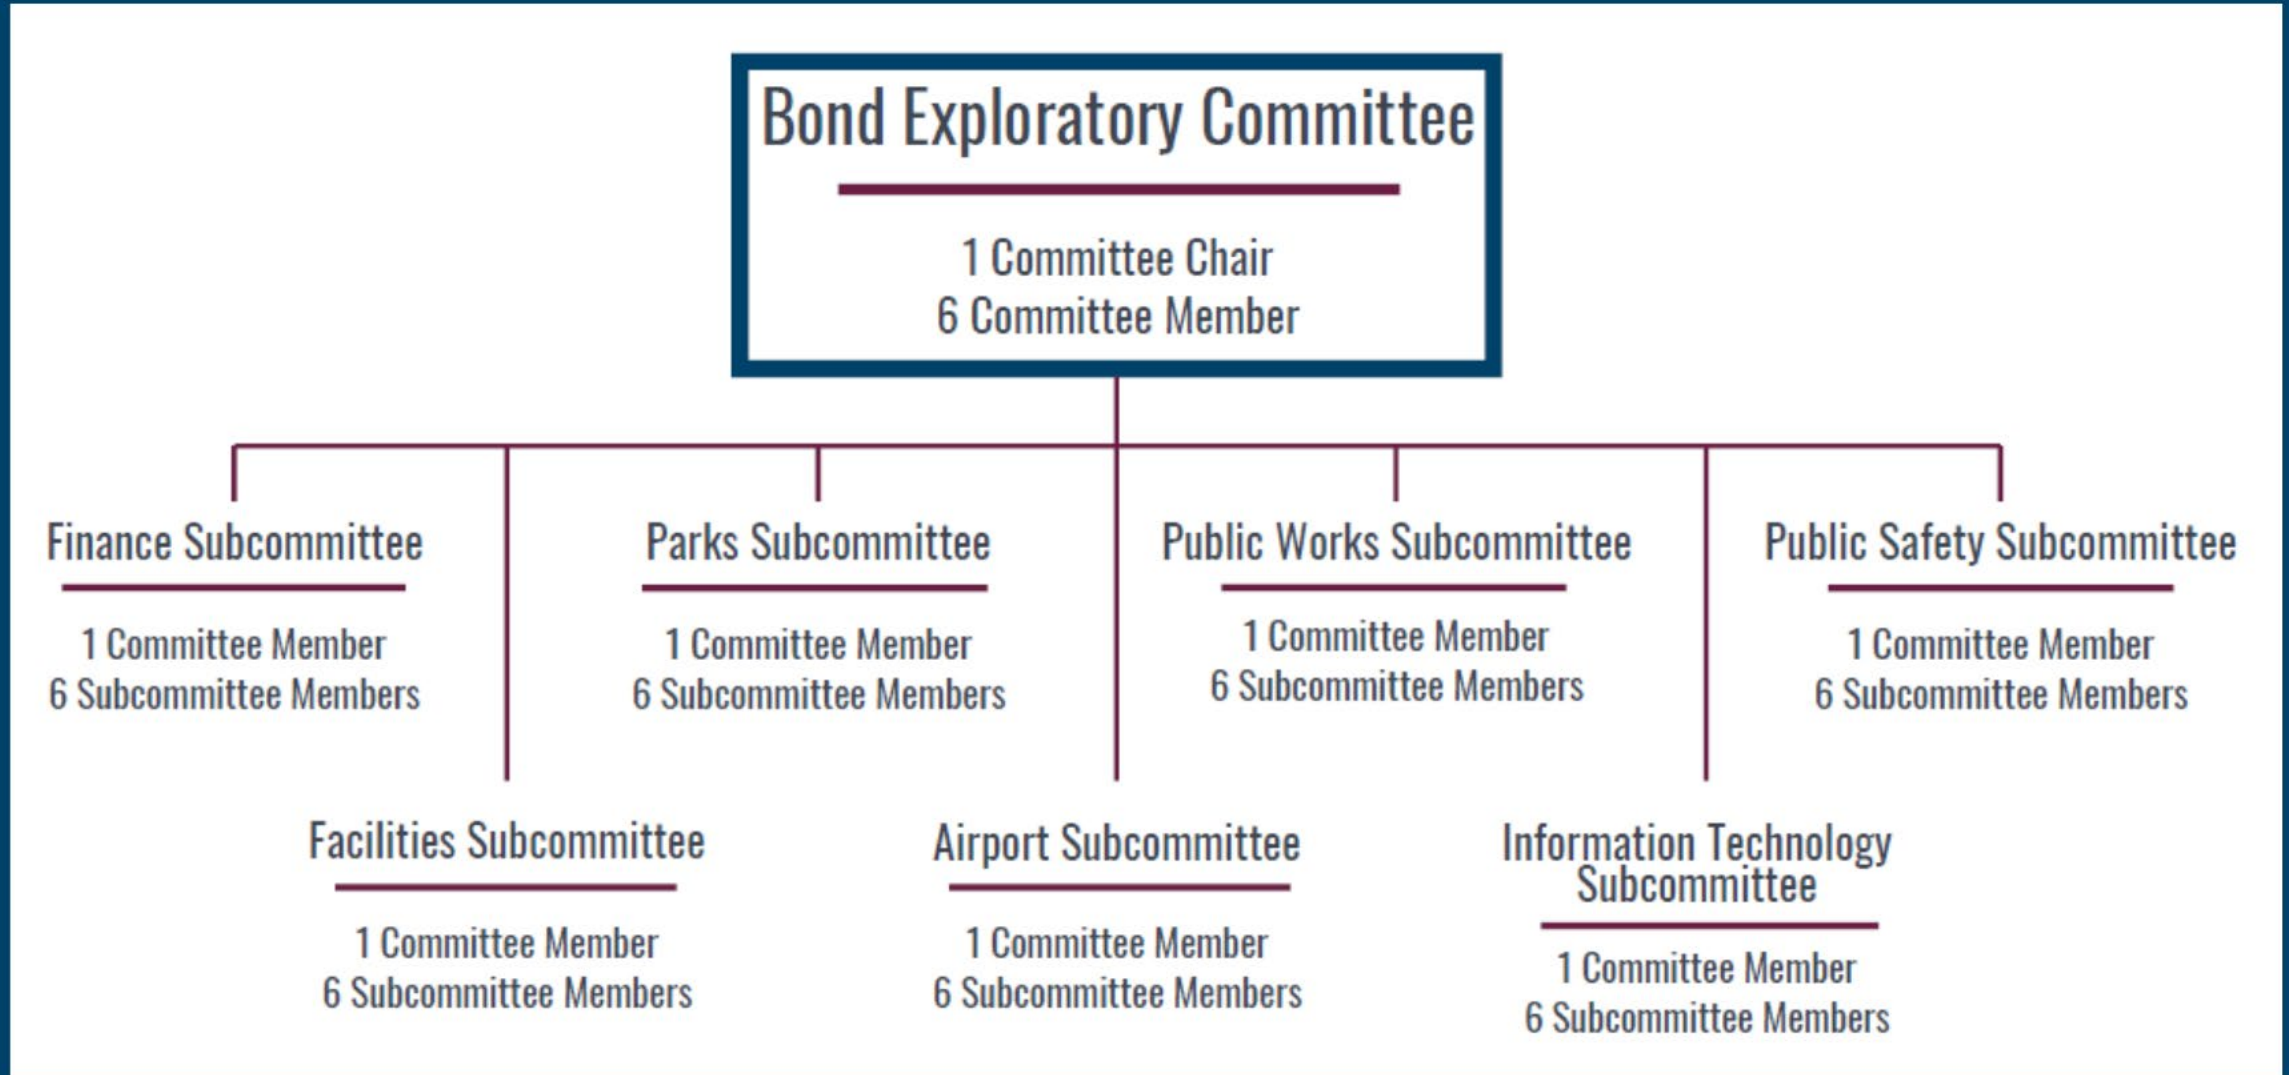 Bond Exploratory Committee
1 Committee Chair
6 Committee Member
Finance Subcommittee
1 Committee Member
6 Subcommittee Members
Parks Subcommittee
1 Committee Member
6 Subcommittee Members
Public Works Subcommittee
1 Committee Member
6 Subcommittee Members
Public Safety Subcommittee
1 Committee Member
6 Subcommittee Members
Facilities Subcommittee
1 Committee Member
6 Subcommittee Members
Airport Subcommittee
1 Committee Member
6 Subcommittee Members
Information Technology
Subcommittee
1 Committee Member
6 Subcommittee Members